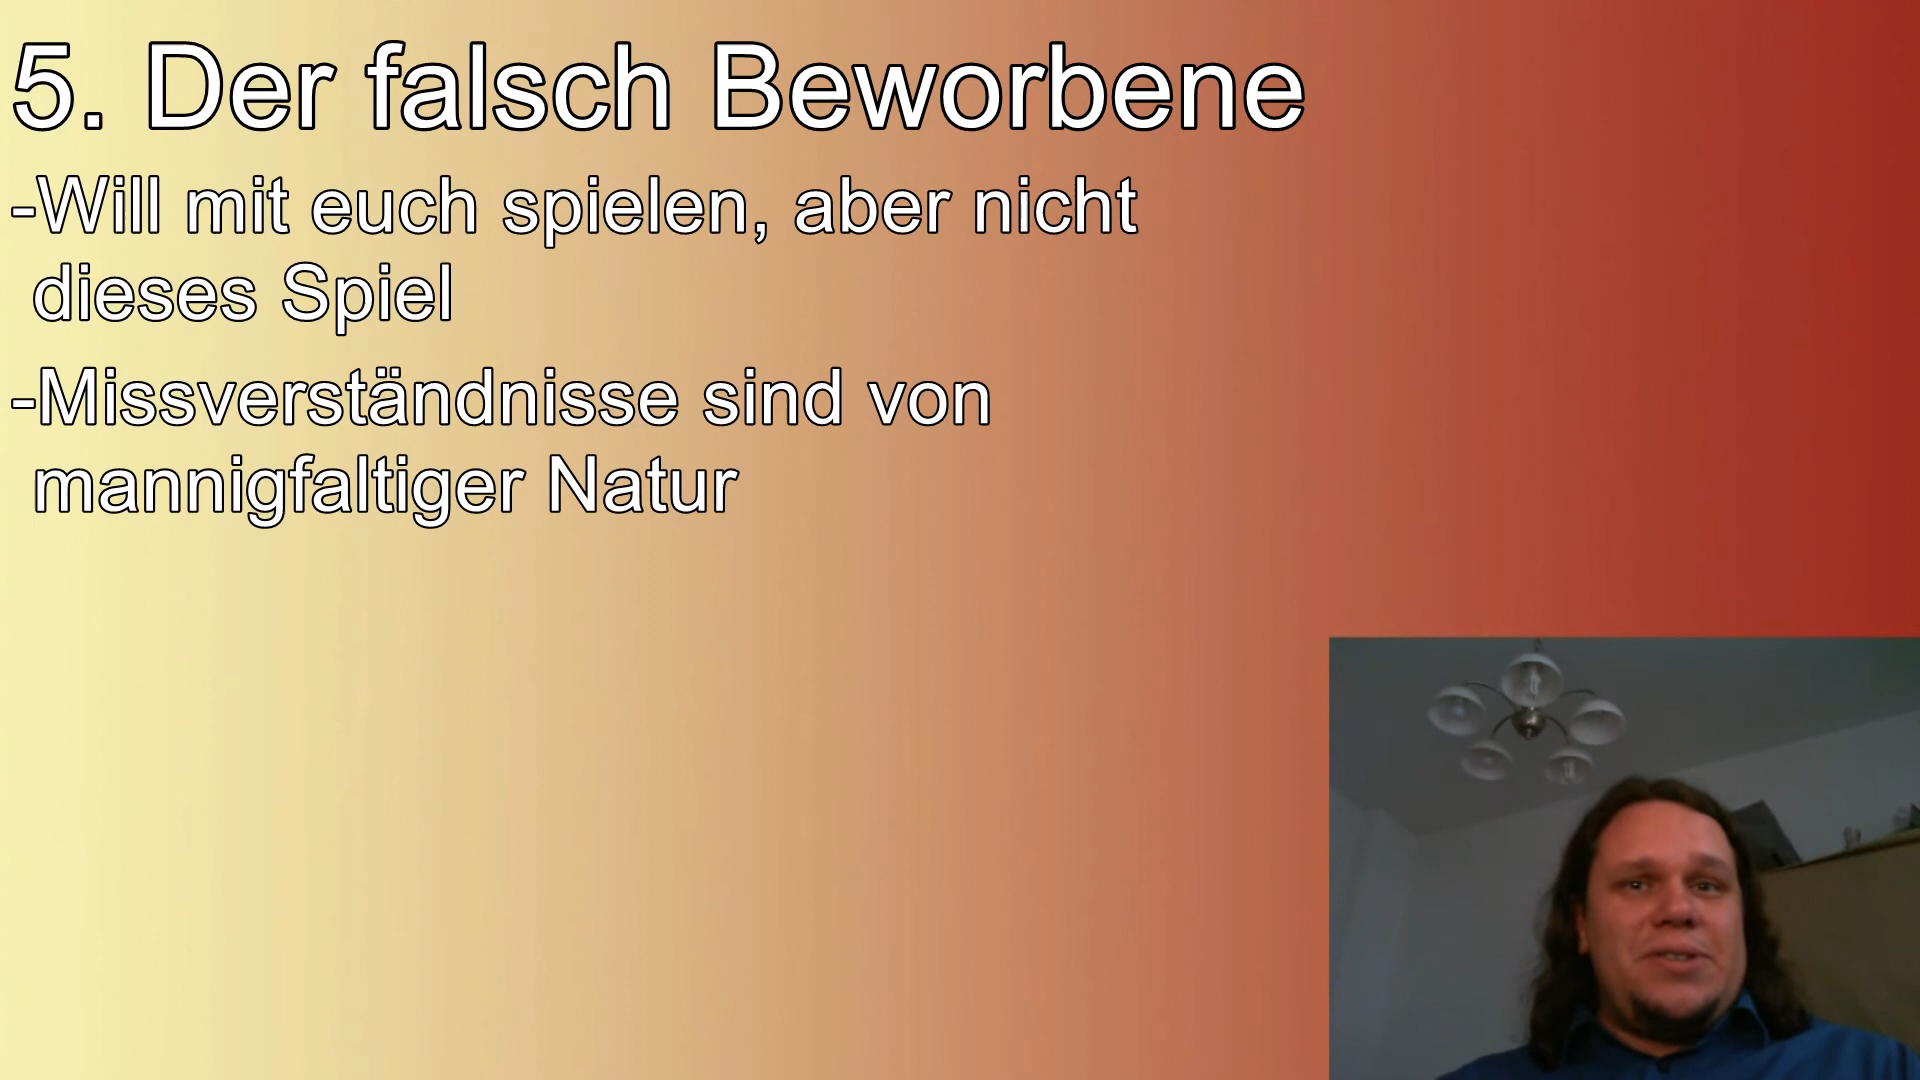 5. Der falsch Beworbene
-Will mit euch spielen, aber nicht
dieses Spiel
-Missverständnisse sind von
mannigfaltiger Natur